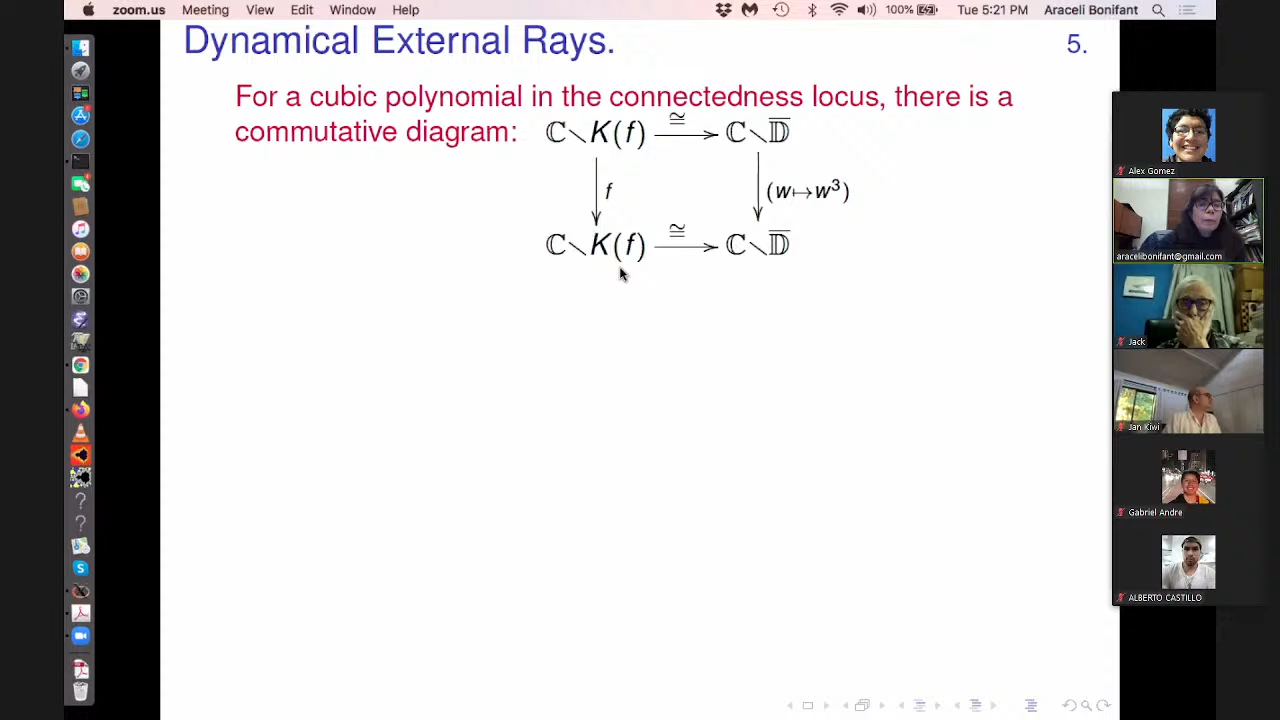 zoom.us Meeting View Edit Window Help 100% Tue 5:21 PM Araceli Bonifant
Dynamical External Rays. 5.
For a cubic polynomial in the connectedness locus, there is a
commutative diagram: ℂ∖K(f) ≅ ℂ∖𝔻̅
f (w↦w³)
ℂ∖K(f) ≅ ℂ∖𝔻̅
Alex Gomez
aracelibonifant@gmail.com
Jack
Jan Kiwi
Gabriel Andre
ALBERTO CASTILLO